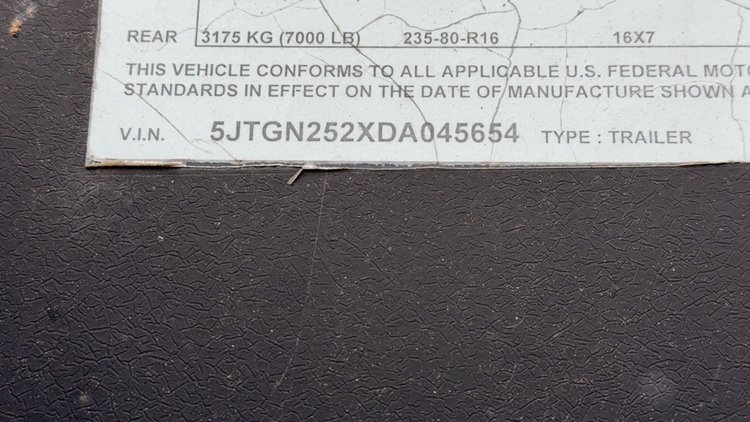 REAR 3175 KG (7000 LB) 235-80-R16 16X7
THIS VEHICLE CONFORMS TO ALL APPLICABLE U.S. FEDERAL MOTO
STANDARDS IN EFFECT ON THE DATE OF MANUFACTURE SHOWN A
V.I.N. 5JTGN252XDA045654 TYPE : TRAILER